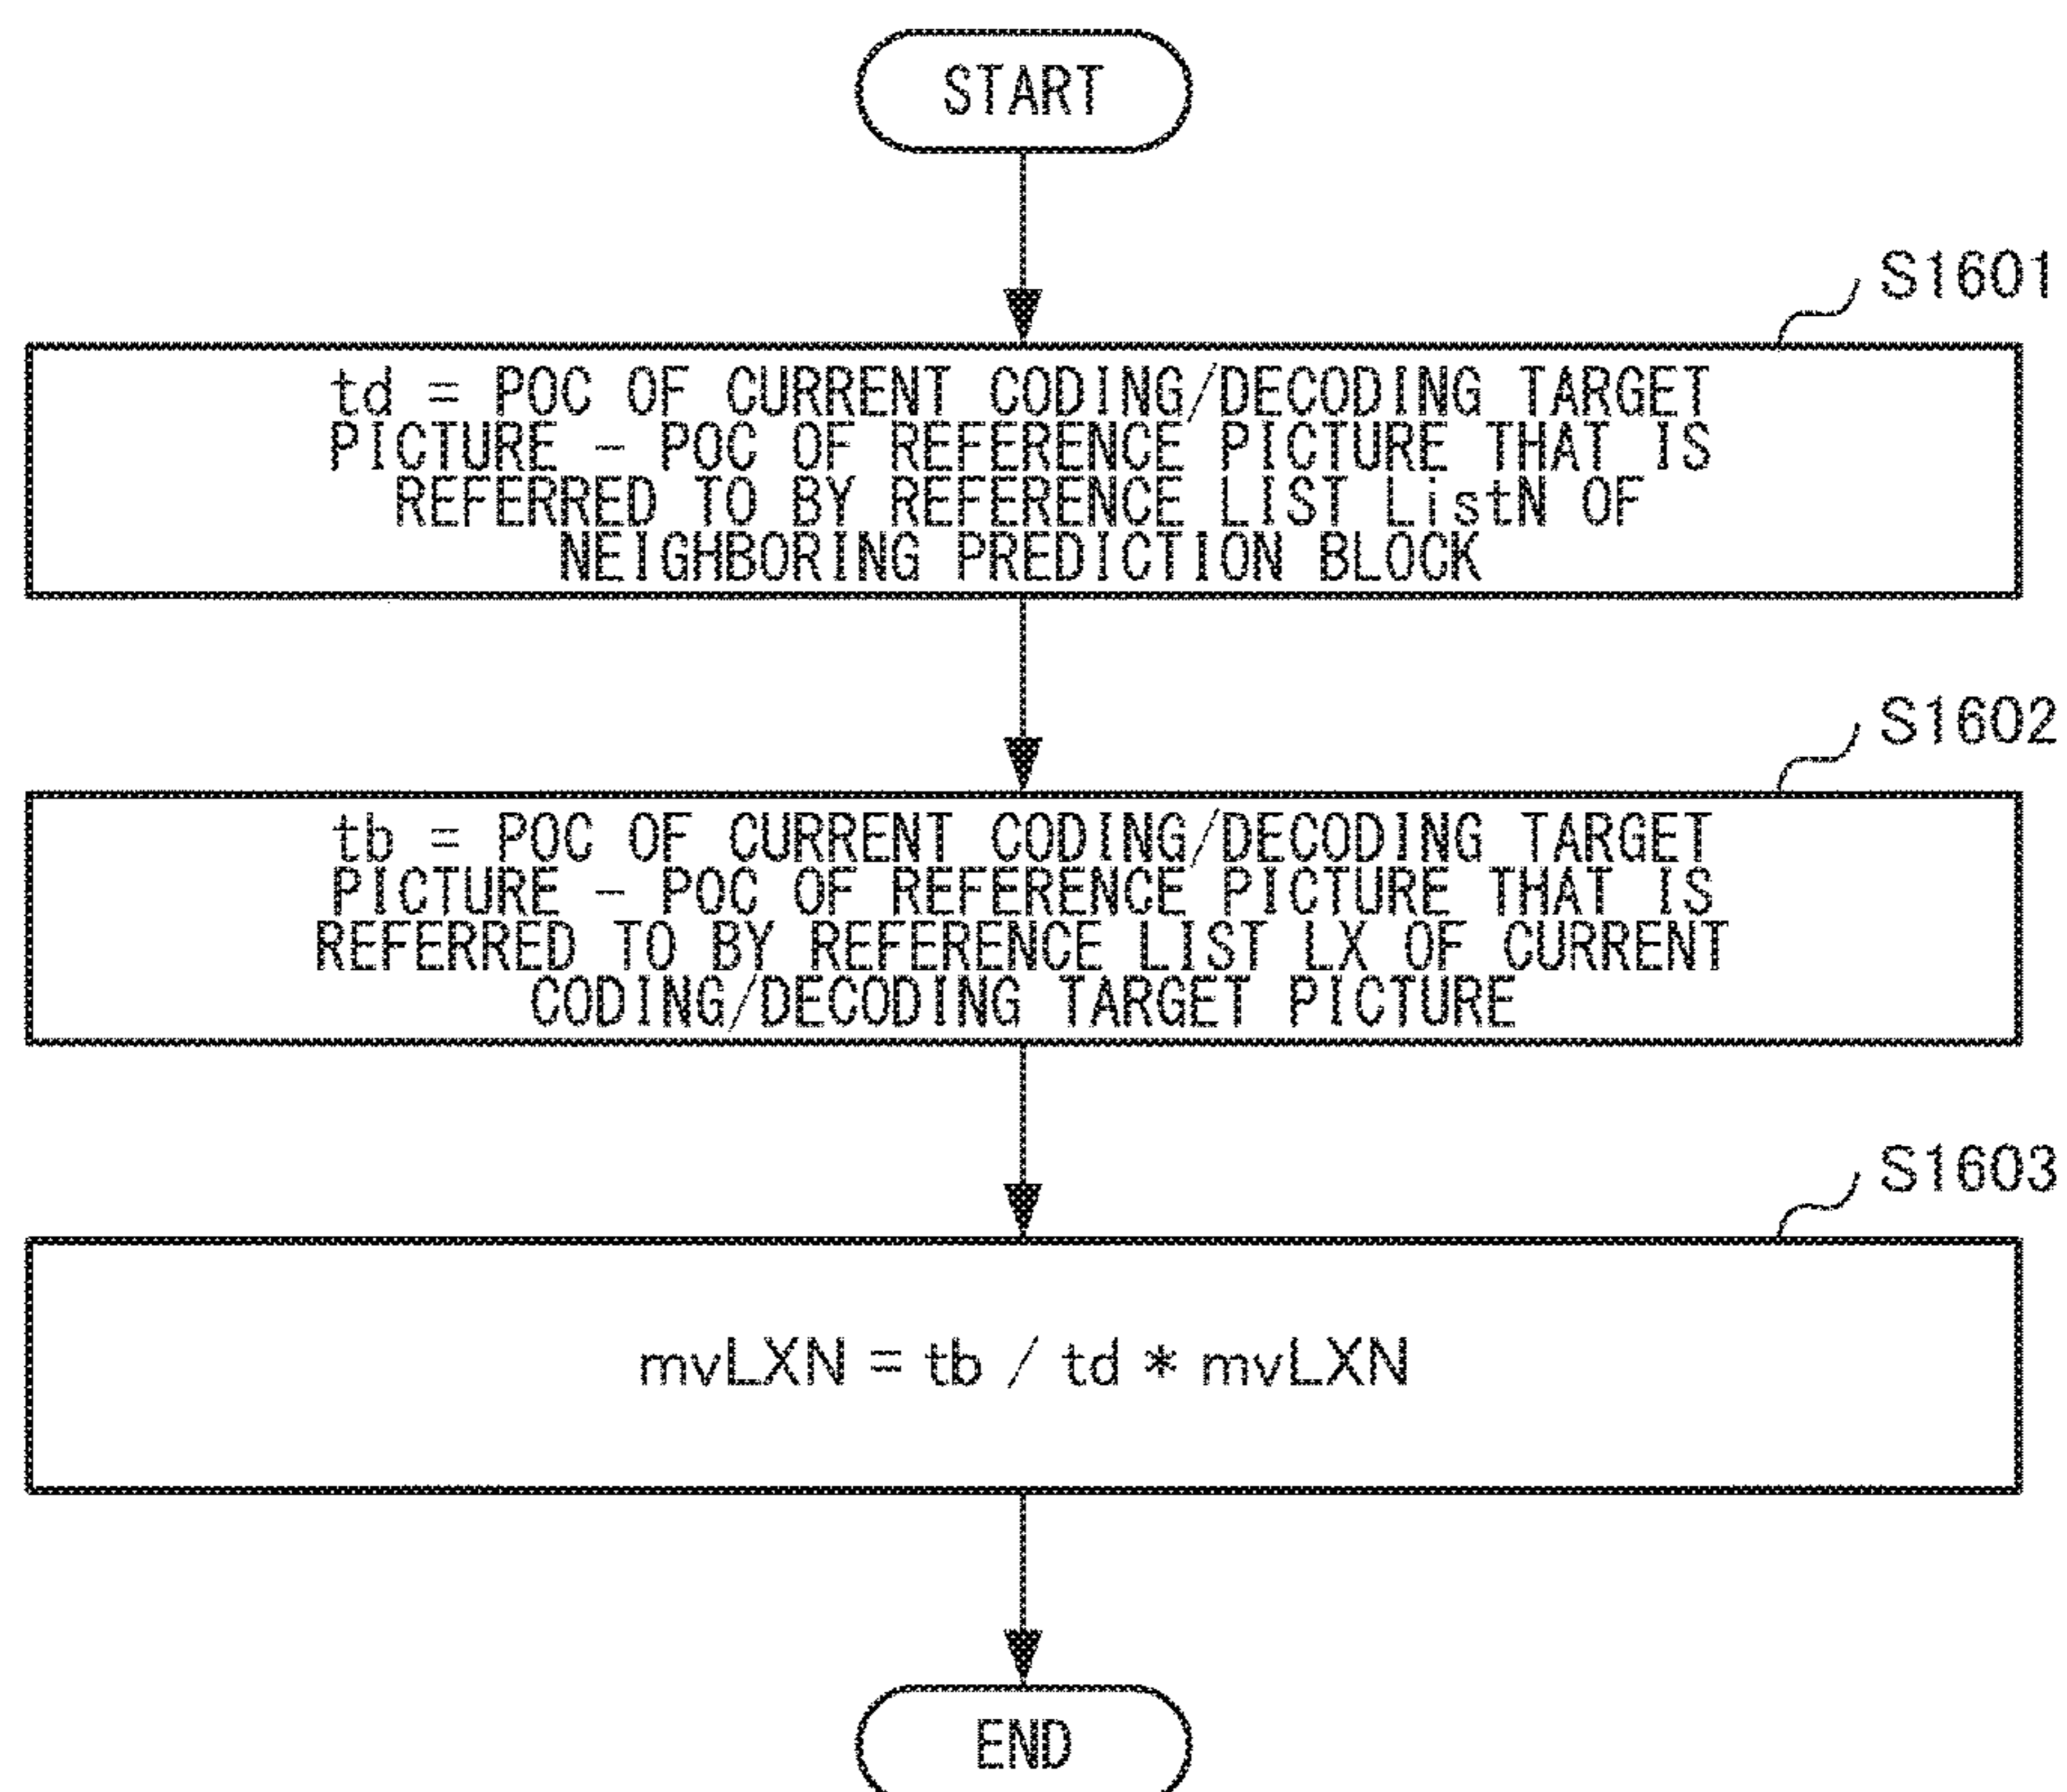 START
S1601
td = POC OF CURRENT CODING/DECODING TARGET
PICTURE - POC OF REFERENCE PICTURE THAT IS
REFERRED TO BY REFERENCE LIST ListN OF
NEIGHBORING PREDICTION BLOCK
S1602
tb = POC OF CURRENT CODING/DECODING TARGET
PICTURE - POC OF REFERENCE PICTURE THAT IS
REFERRED TO BY REFERENCE LIST LX OF CURRENT
CODING/DECODING TARGET PICTURE
S1603
mvLXN = tb / td * mvLXN
END